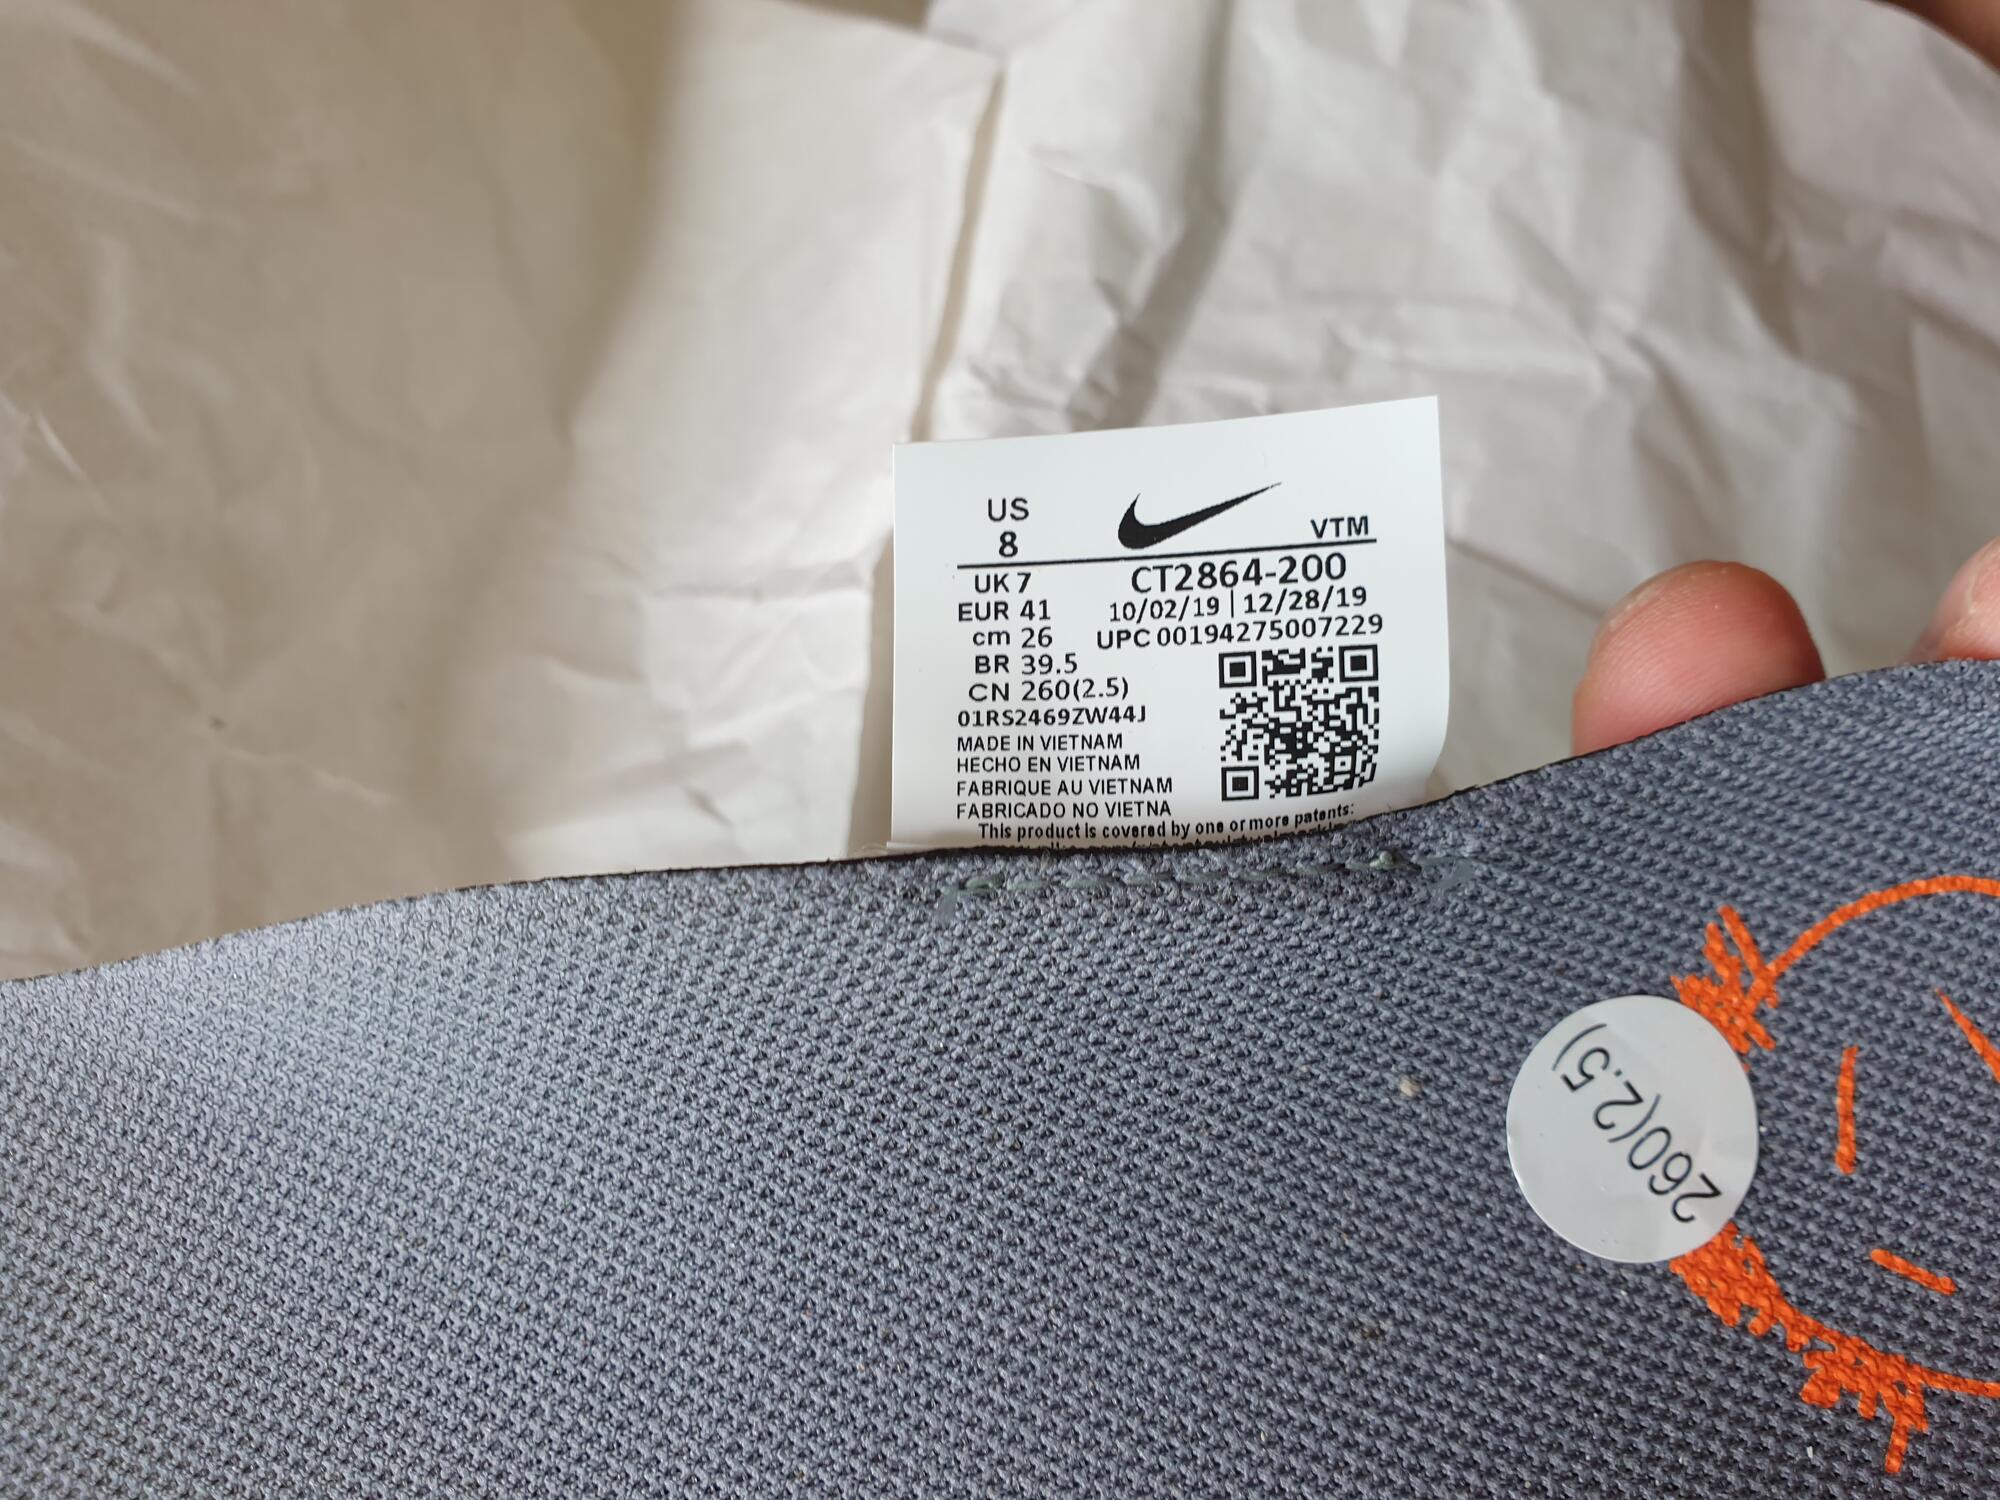 US
8
VTM
UK 7
CT2864-200
EUR 41
10/02/19 | 12/28/19
cm 26
UPC 00194275007229
BR 39.5
CN 260(2.5)
01RS2469ZW44J
MADE IN VIETNAM
HECHO EN VIETNAM
FABRIQUE AU VIETNAM
FABRICADO NO VIETNA
This product is covered by one or more patents:
260(2.5)